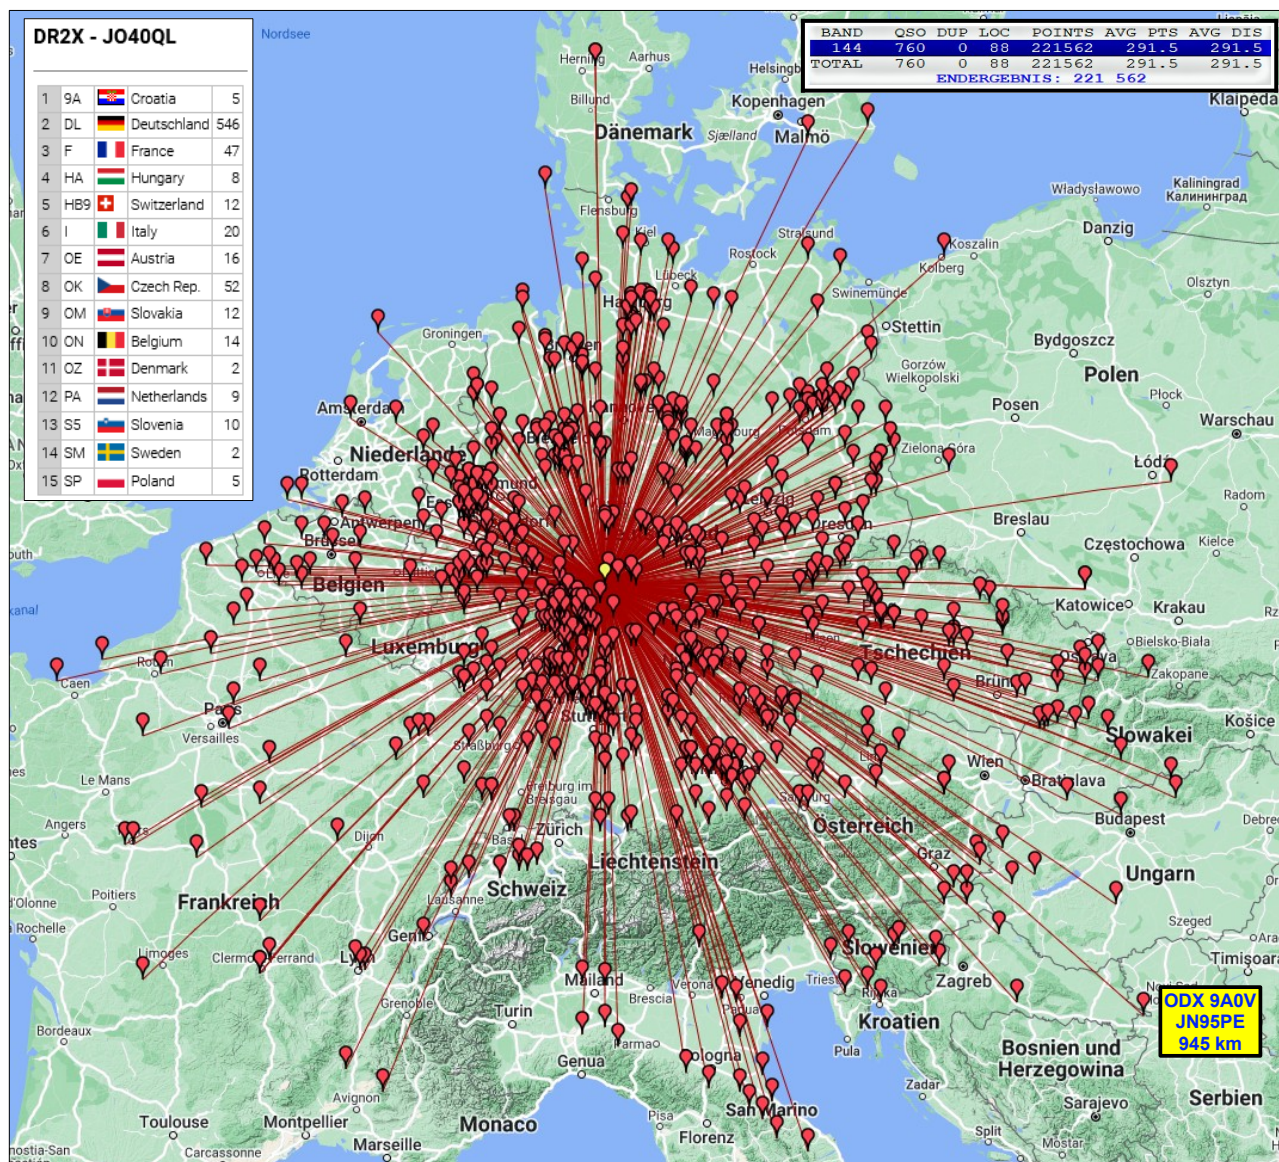 DR2X - JO40QL
1 9A Croatia 5
2 DL Deutschland 546
3 F France 47
4 HA Hungary 8
5 HB9 Switzerland 12
6 I Italy 20
7 OE Austria 16
8 OK Czech Rep. 52
9 OM Slovakia 12
10 ON Belgium 14
11 OZ Denmark 2
12 PA Netherlands 9
13 S5 Slovenia 10
14 SM Sweden 2
15 SP Poland 5
BAND QSO DUP LOC POINTS AVG PTS AVG DIS
144 760 0 88 221562 291.5 291.5
TOTAL 760 0 88 221562 291.5 291.5
ENDERGEBNIS: 221 562
Nordsee
Herning
Aarhus
Billund
Kopenhagen
Klaipeda
Dänemark
Sjælland
Malmö
Władysławowo
Kaliningrad
Калининград
Flensburg
Kiel
Stralsund
Danzig
Rostock
Koszalin
Kolberg
Lübeck
Olsztyn
Swinemünde
Groningen
Stettin
Bydgoszcz
Gorzów
Wielkopolski
Polen
Płock
Amsterdam
Posen
Warschau
Niederlande
Zielona Góra
Łódź
Rotterdam
Radom
Antwerpen
Breslau
Brüssel
Częstochowa
Kielce
Belgien
Katowice
Krakau
Luxemburg
Bielsko-Biała
Tschechien
Rouen
Zakopane
Caen
Brünn
Paris
Versailles
Košice
Slowakei
Straßburg
Wien
Le Mans
Bratislava
Freiburg im
Breisgau
Salzburg
Budapest
Angers
Dijon
Zürich
Österreich
Liechtenstein
Graz
Ungarn
Schweiz
Poitiers
Frankreich
Lausanne
Szeged
Genf
Slowenien
Limoges
Clermont-Ferrand
Lyon
Mailand
Zagreb
Verona
Venedig
Brescia
Rijeka
Grenoble
Turin
Padua
Kroatien
ODX 9A0V
JN95PE
945 km
Bordeaux
Parma
Genua
Bologna
Pula
Bosnien und
Herzegowina
Zadar
Avignon
Serbien
Toulouse
Montpellier
Monaco
Pisa
San Marino
Sarajevo
Florenz
Split
Marseille
Mostar
Carcassonne